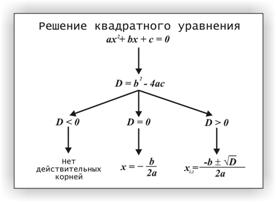 Решение квадратного уравнения
ax²+ bx + c = 0
D = b² - 4ac
D < 0 D = 0 D > 0
Нет
действительных
корней
x = - b/2a
x₁,₂ = -b ± √D/2a